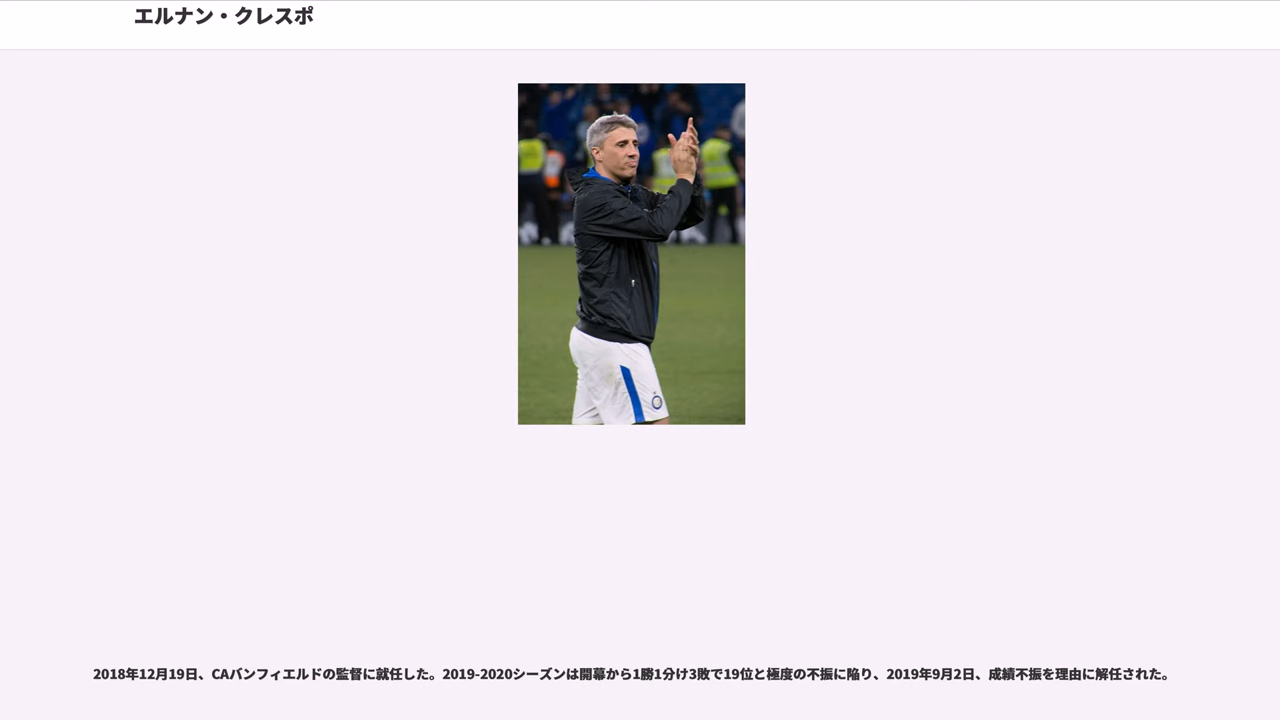 エルナン・クレスポ
2018年12月19日、CAバンフィエルドの監督に就任した。2019-2020シーズンは開幕から1勝1分け3敗で19位と極度の不振に陥り、2019年9月2日、成績不振を理由に解任された。